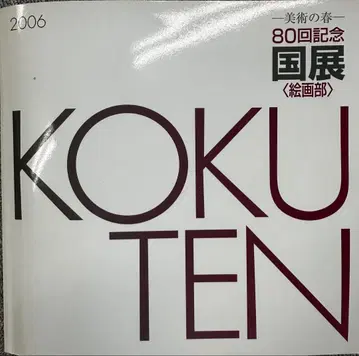 2006
―美術の春―
80回記念
国展
〈絵画部〉
KOKU
TEN